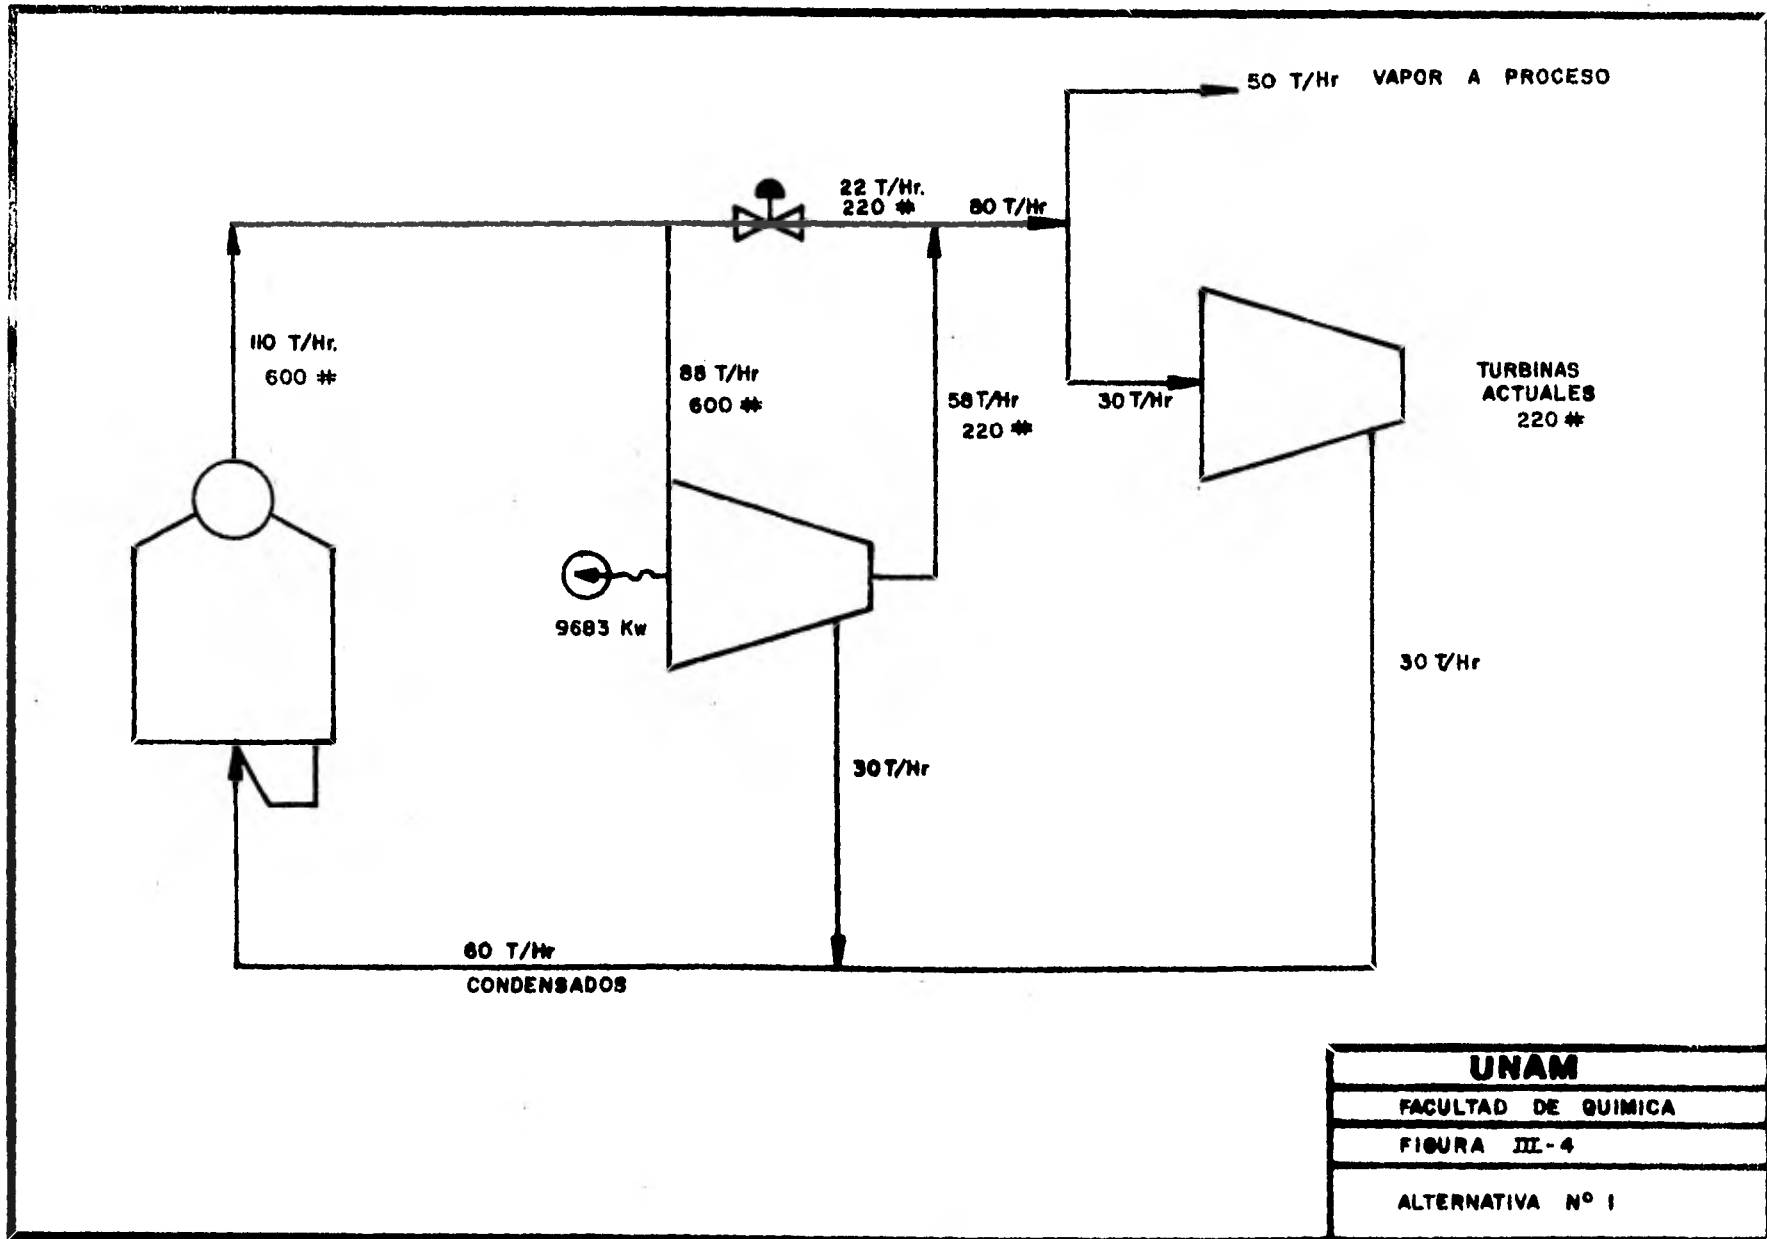 50 T/Hr VAPOR A PROCESO
22 T/Hr.
220 #
80 T/Hr
110 T/Hr.
600 #
88 T/Hr
600 #
58 T/Hr
220 #
30 T/Hr
TURBINAS
ACTUALES
220 #
9683 Kw
30 T/Hr
30 T/Hr
60 T/Hr
CONDENSADOS
UNAM
FACULTAD DE QUIMICA
FIGURA III-4
ALTERNATIVA Nº 1